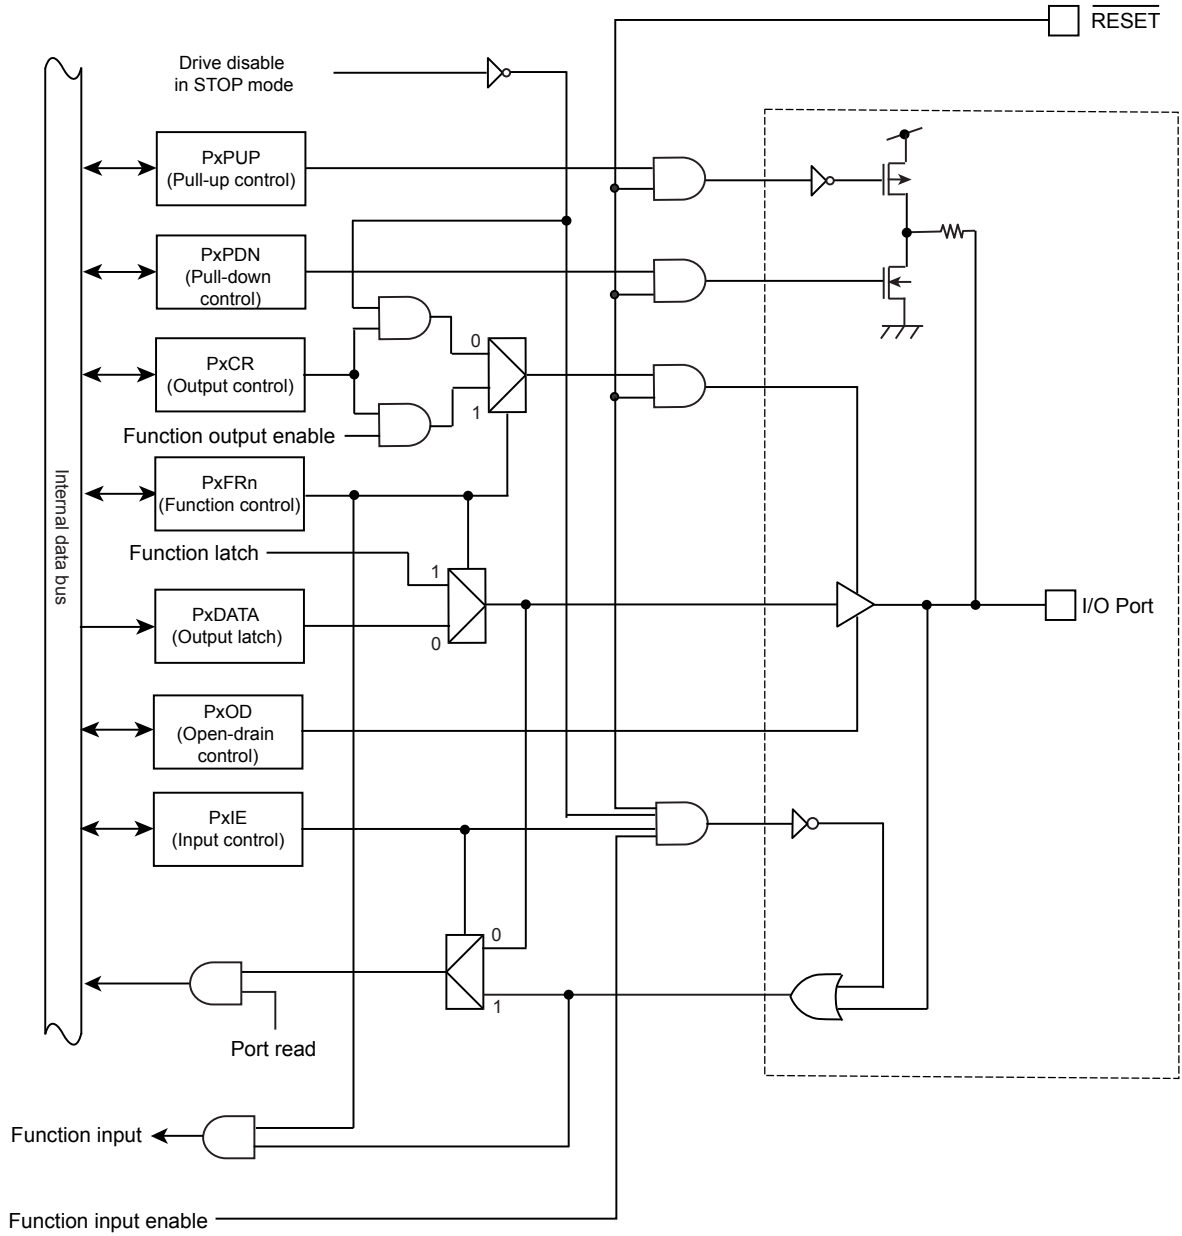 RESET
Drive disable
in STOP mode
PxPUP
(Pull-up control)
PxPDN
(Pull-down
control)
PxCR
(Output control)
0
1
Function output enable
PxFRn
(Function control)
Internal data bus
Function latch
1
0
PxDATA
(Output latch)
I/O Port
PxOD
(Open-drain
control)
PxIE
(Input control)
0
1
Port read
Function input
Function input enable